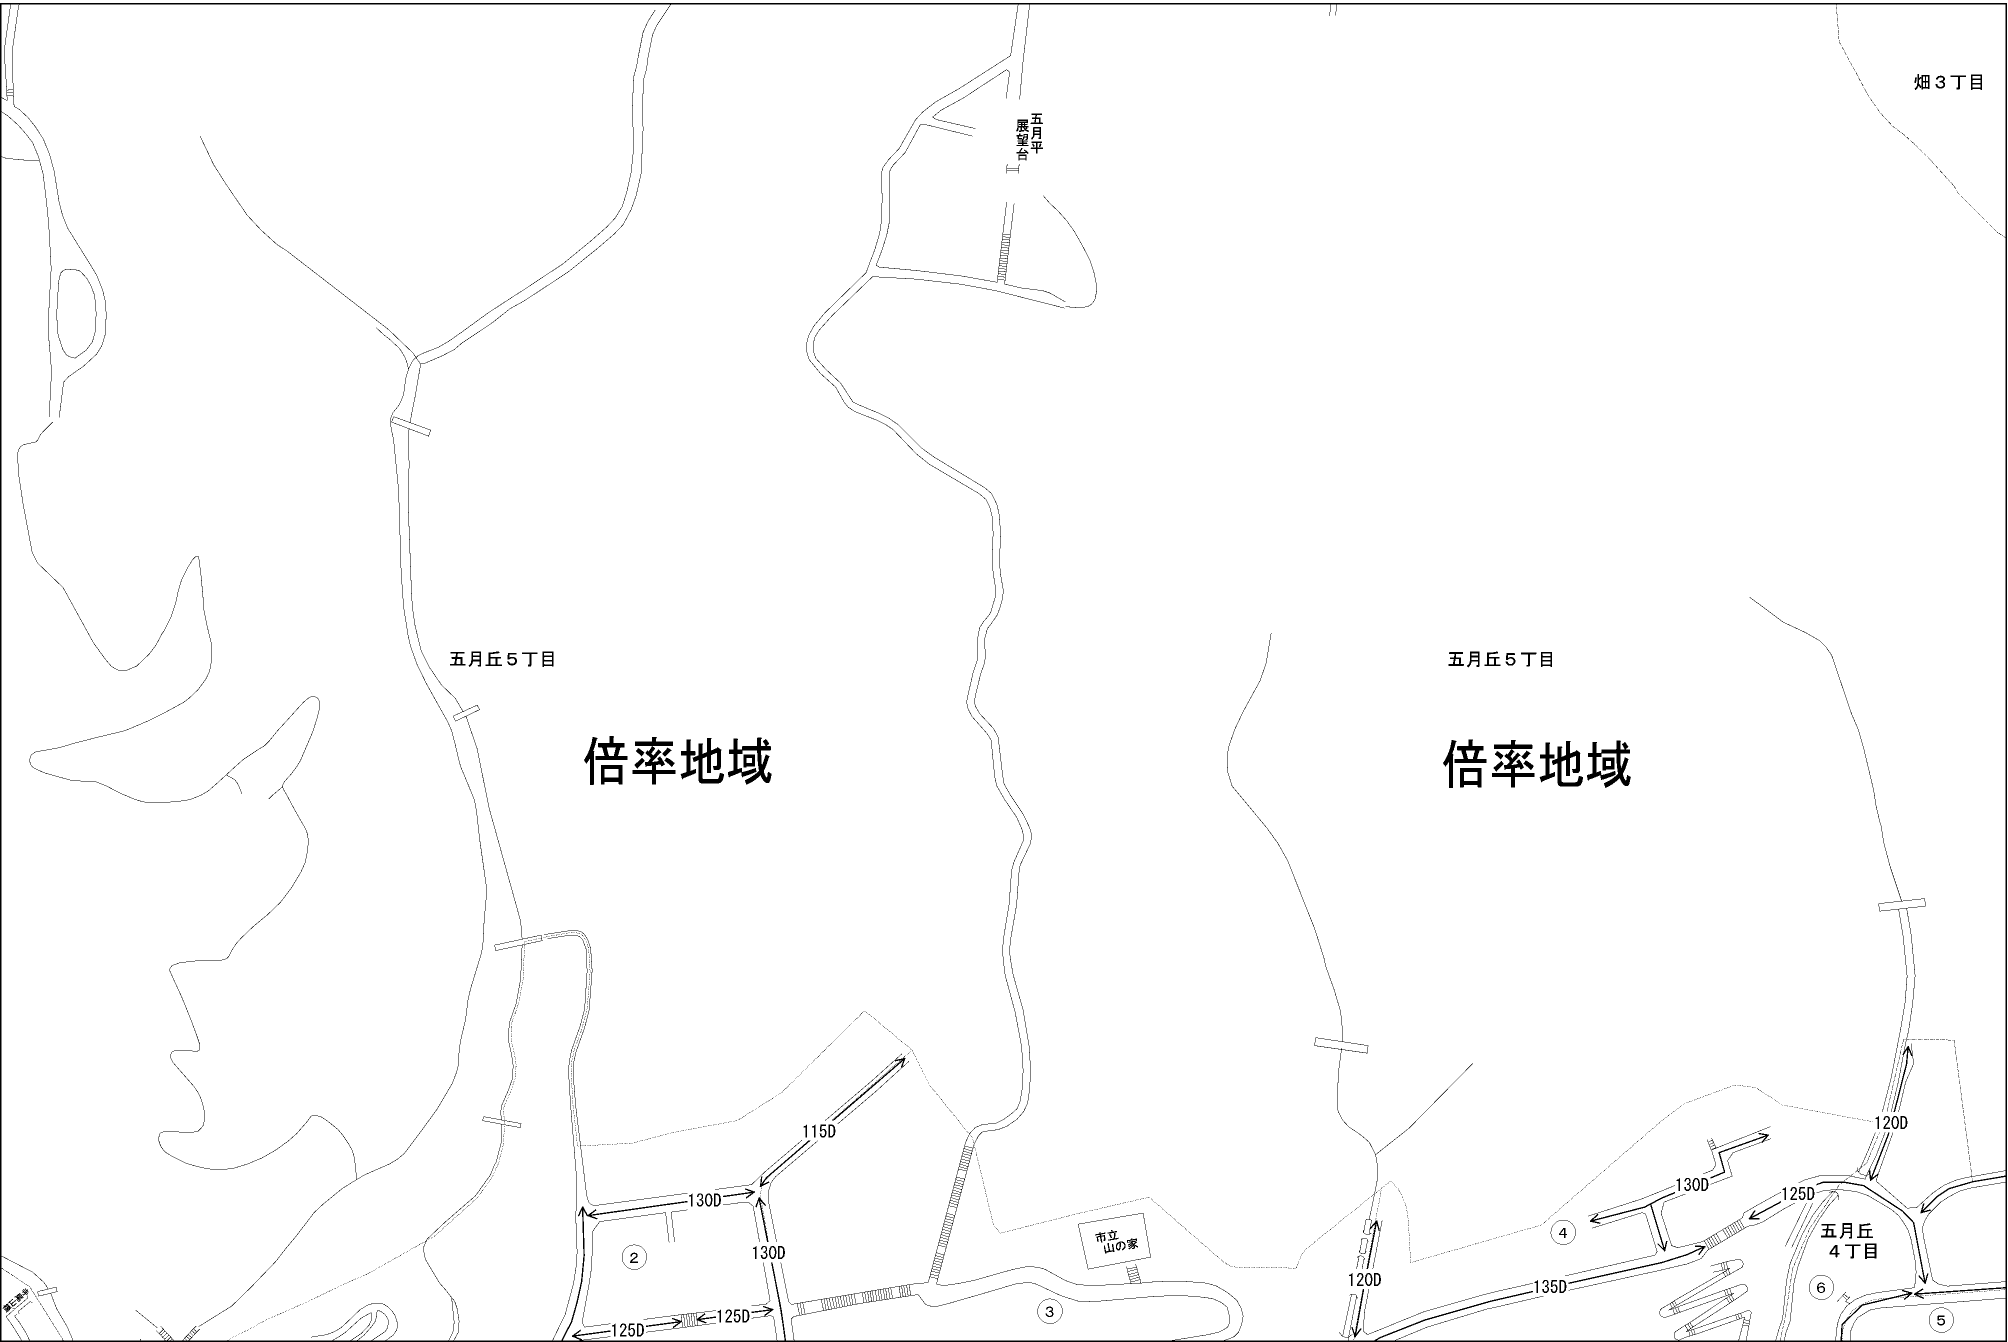 畑３丁目
五月平
展望台
五月丘５丁目
五月丘５丁目
倍率地域
倍率地域
115D
120D
130D
130D
125D
130D
②
④
五月丘
４丁目
市立
山の家
120D
135D
⑥
③
125D
125D
⑤